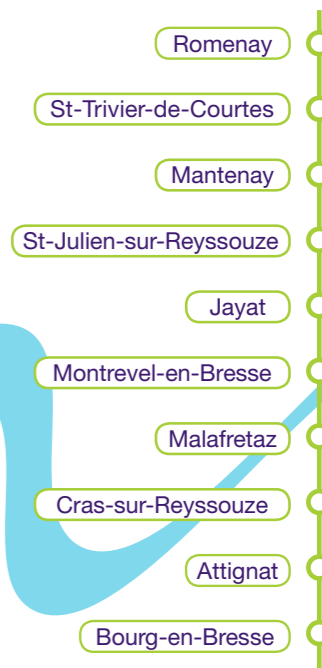 Romenay
St-Trivier-de-Courtes
Mantenay
St-Julien-sur-Reyssouze
Jayat
Montrevel-en-Bresse
Malafretaz
Cras-sur-Reyssouze
Attignat
Bourg-en-Bresse